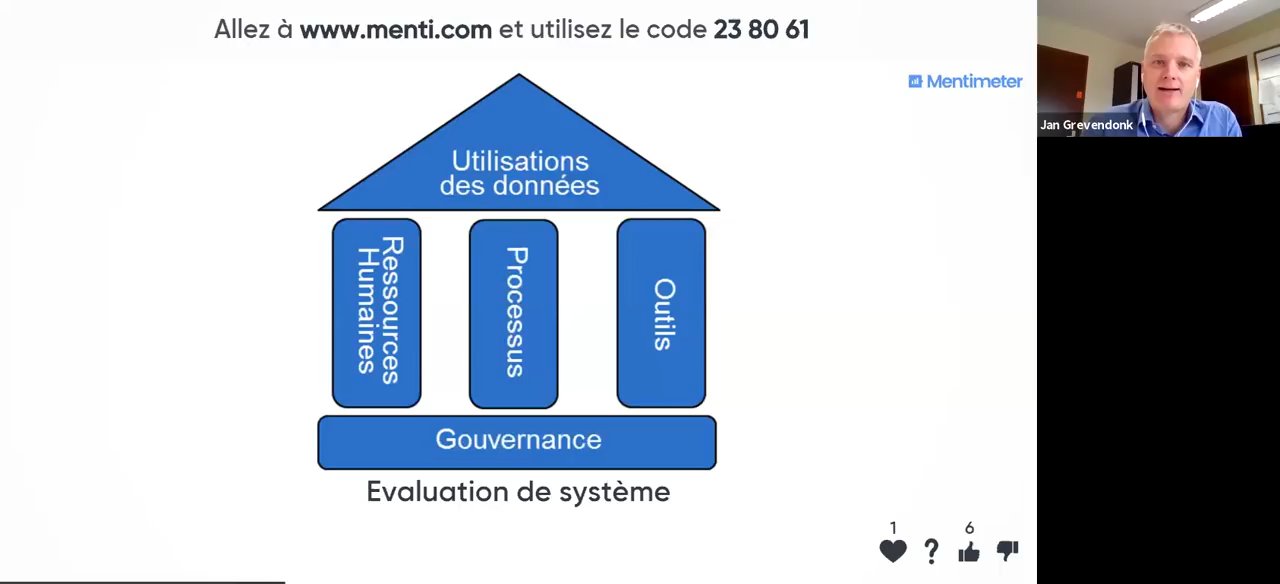 Allez à www.menti.com et utilisez le code 23 80 61
Mentimeter
Jan Grevendonk
Utilisations
des données
Ressources
Humaines
Processus
Outils
Gouvernance
Evaluation de système
1
6
?